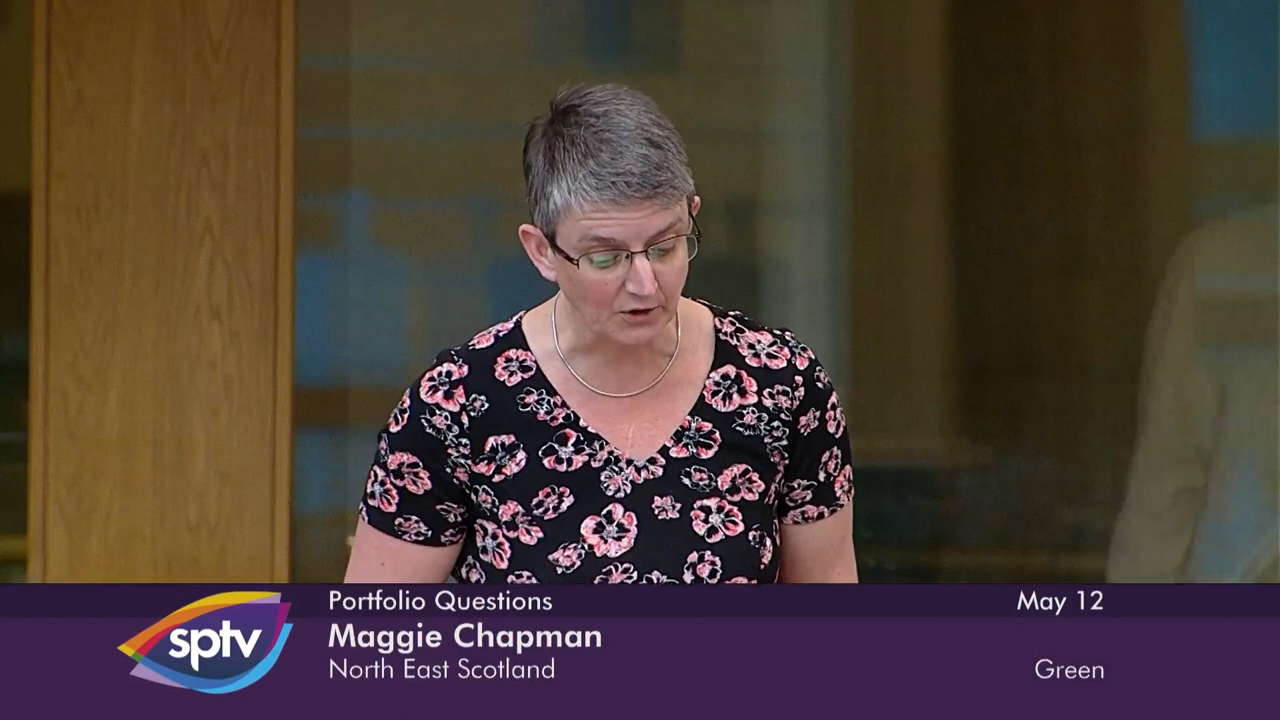 Portfolio Questions May 12
sptv
Maggie Chapman
North East Scotland Green